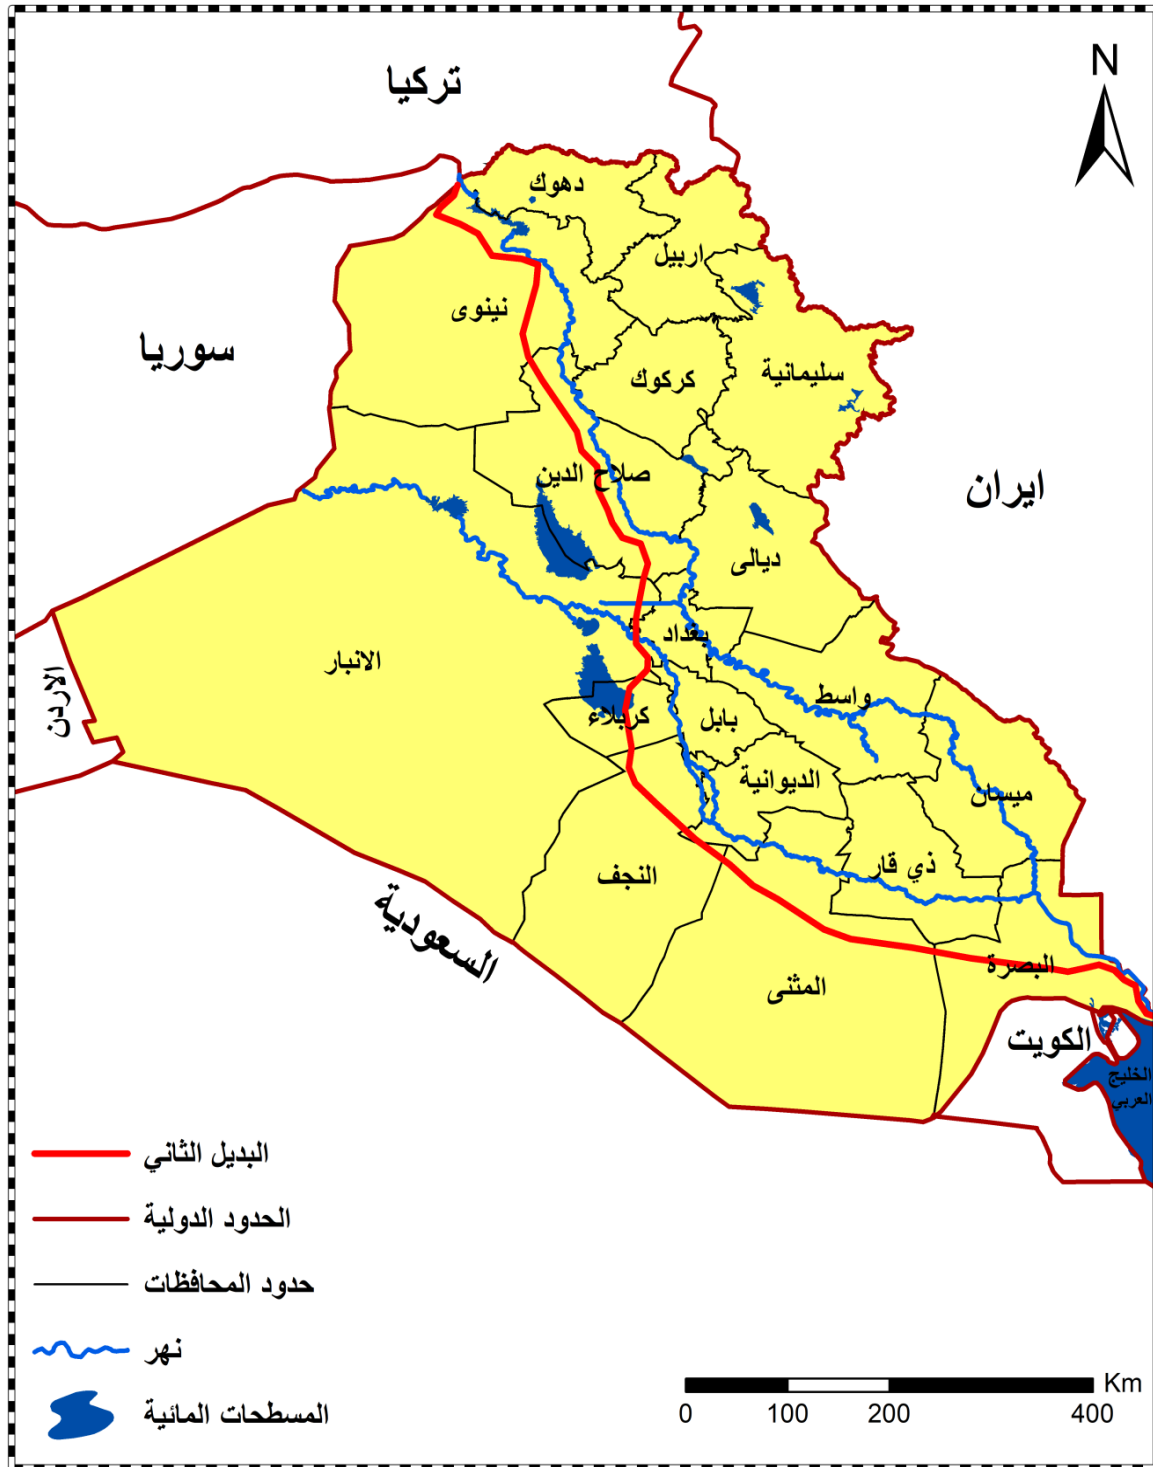 N
تركيا
دهوك
اربيل
نينوى
سوريا
كركوك
سليمانية
صلاح الدين
ايران
ديالى
بغداد
الانبار
الاردن
واسط
كربلاء
بابل
الديوانية
ميسان
النجف
ذي قار
السعودية
المثنى
البصرة
الكويت
الخليج
العربي
البديل الثاني
الحدود الدولية
حدود المحافظات
نهر
المسطحات المائية
Km
0 100 200 400